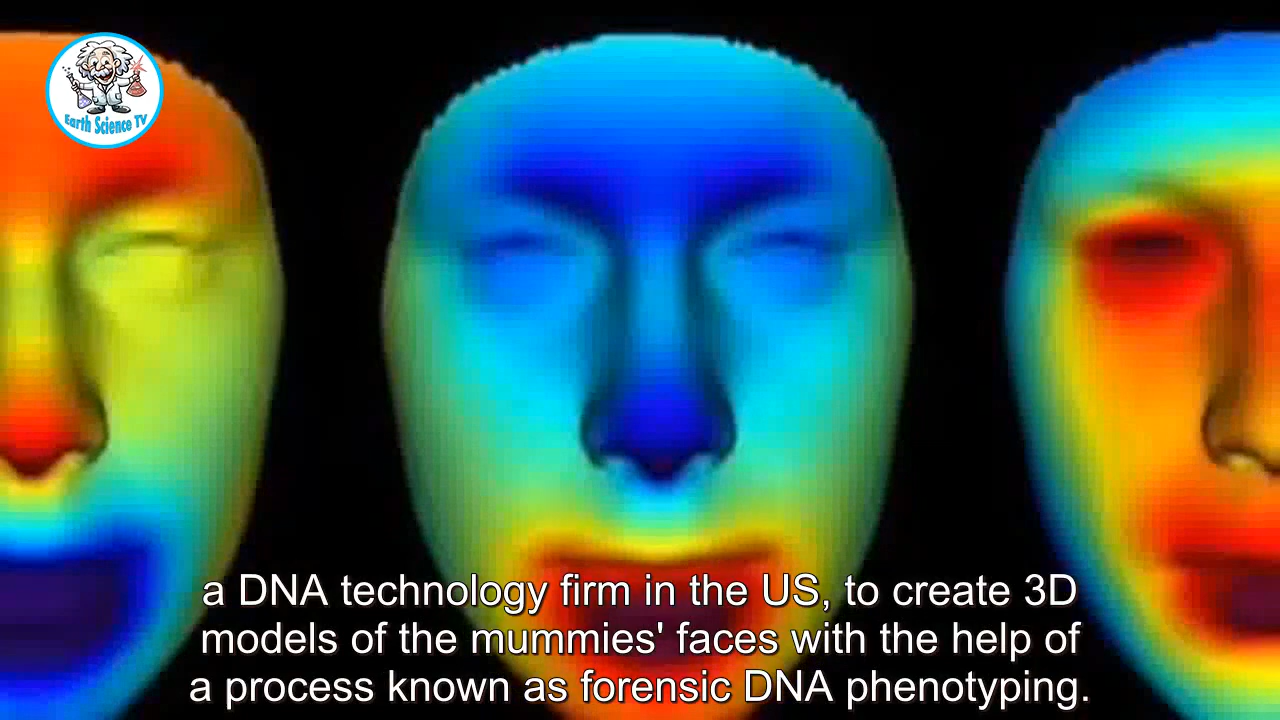 Earth Science TV
a DNA technology firm in the US, to create 3D
models of the mummies' faces with the help of
a process known as forensic DNA phenotyping.